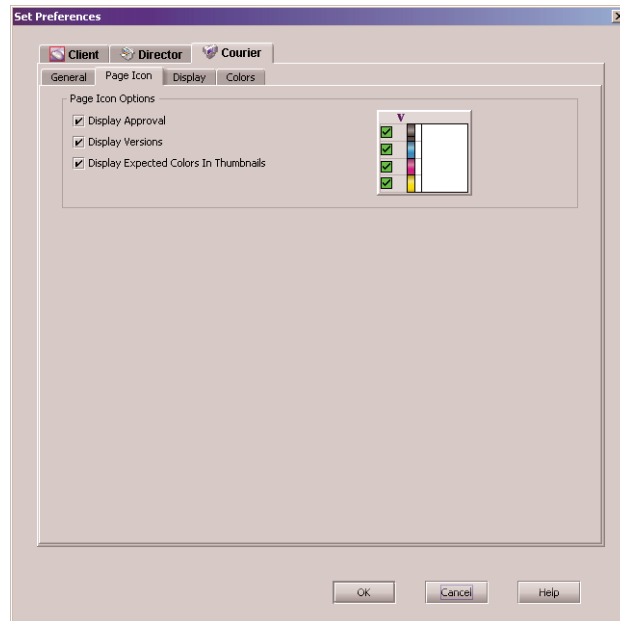 Set Preferences
Client Director Courier
General Page Icon Display Colors
Page Icon Options
Display Approval
Display Versions
Display Expected Colors In Thumbnails
V
OK Cancel Help